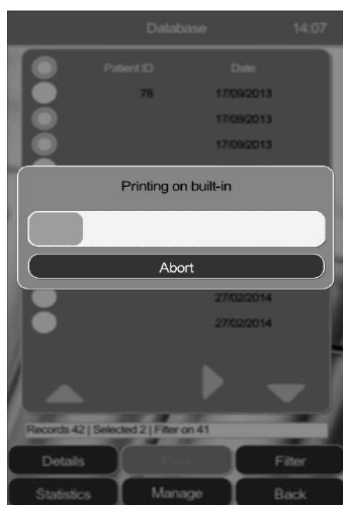 Database 14:07
Patient ID Date
78 17/09/2013
17/09/2013
17/09/2013
Printing on built-in
Abort
27/02/2014
27/02/2014
Records 42 | Selected 2 | Filter on 41
Details Print Filter
Statistics Manage Back